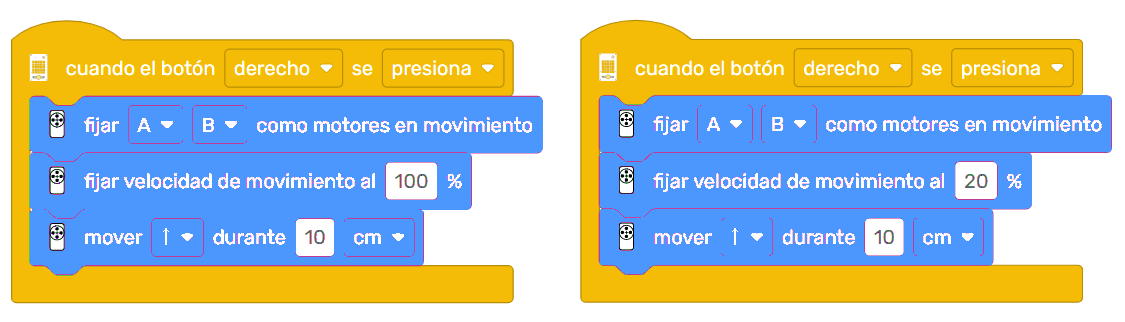 cuando el botón derecho se presiona
fijar A B como motores en movimiento
fijar velocidad de movimiento al 100 %
mover ↑ durante 10 cm
cuando el botón derecho se presiona
fijar A B como motores en movimiento
fijar velocidad de movimiento al 20 %
mover ↑ durante 10 cm